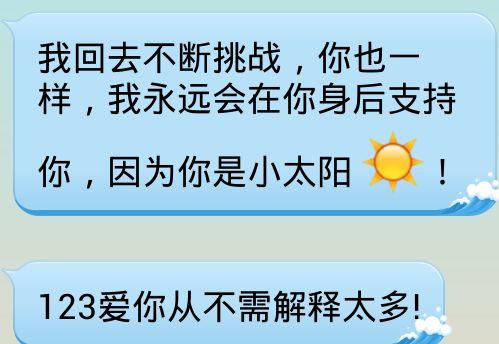 我回去不断挑战，你也一
样，我永远会在你身后支持
你，因为你是小太阳☀！
123爱你从不需解释太多!